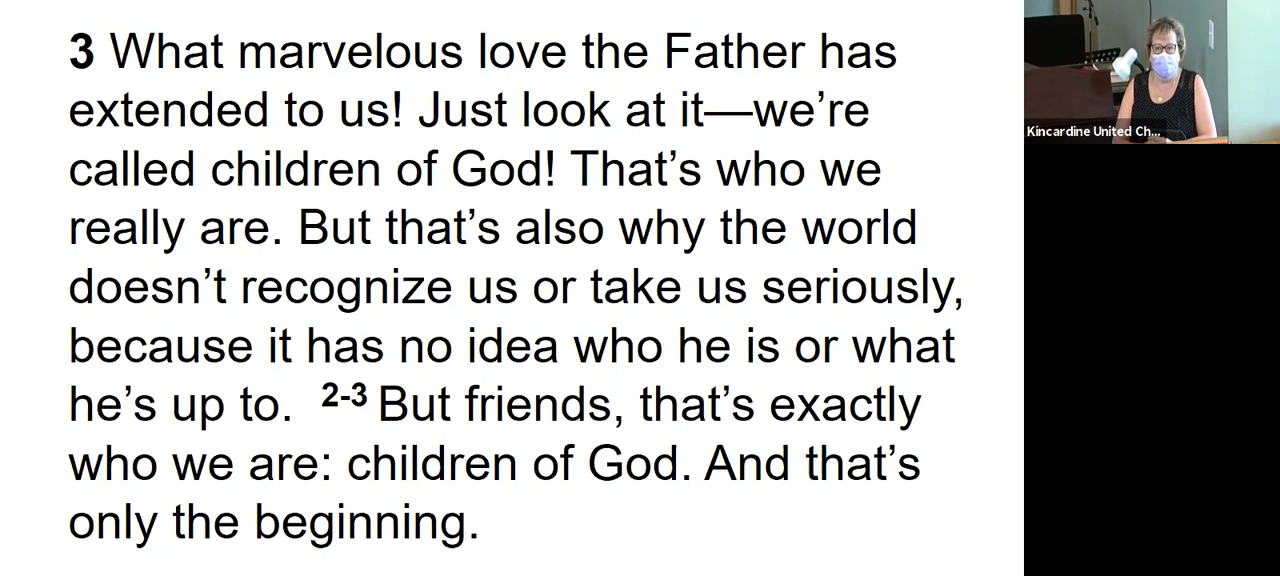 3 What marvelous love the Father has
extended to us! Just look at it—we’re
called children of God! That’s who we
really are. But that’s also why the world
doesn’t recognize us or take us seriously,
because it has no idea who he is or what
he’s up to. 2-3 But friends, that’s exactly
who we are: children of God. And that’s
only the beginning.
Kincardine United Ch...